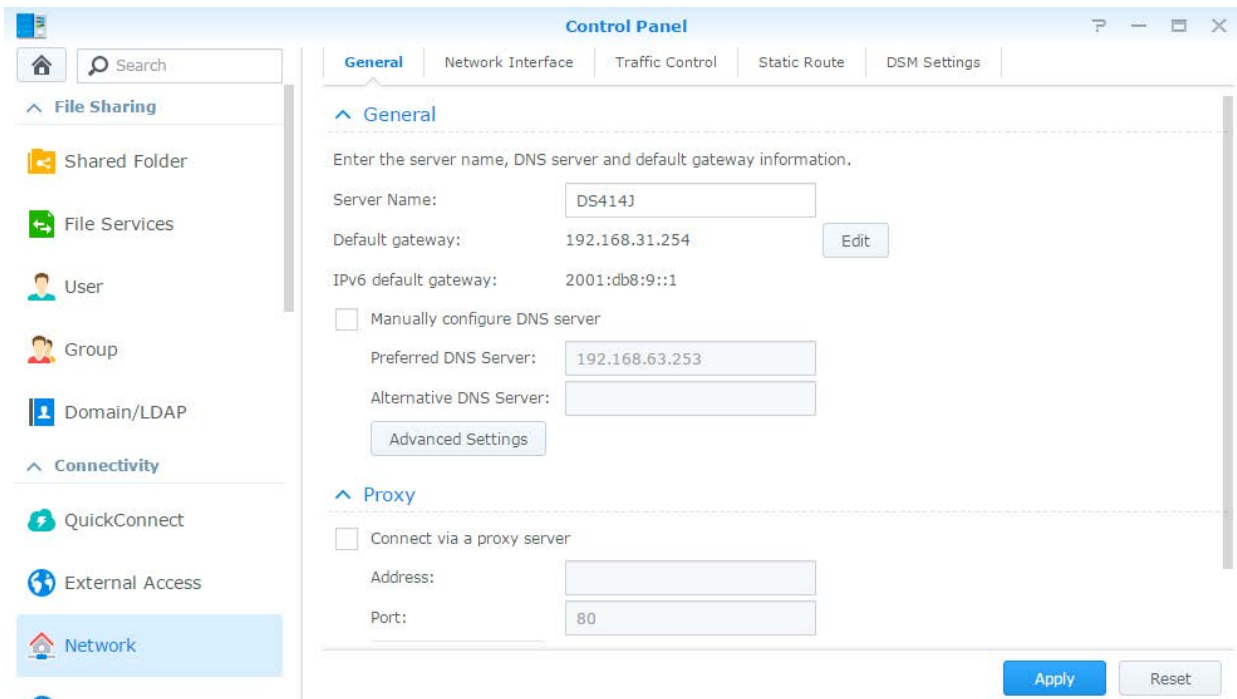 Control Panel
Search
File Sharing
Shared Folder
File Services
User
Group
Domain/LDAP
Connectivity
QuickConnect
External Access
Network
General Network Interface Traffic Control Static Route DSM Settings
General
Enter the server name, DNS server and default gateway information.
Server Name: DS414J
Default gateway: 192.168.31.254 Edit
IPv6 default gateway: 2001:db8:9::1
Manually configure DNS server
Preferred DNS Server: 192.168.63.253
Alternative DNS Server:
Advanced Settings
Proxy
Connect via a proxy server
Address:
Port: 80
Apply Reset